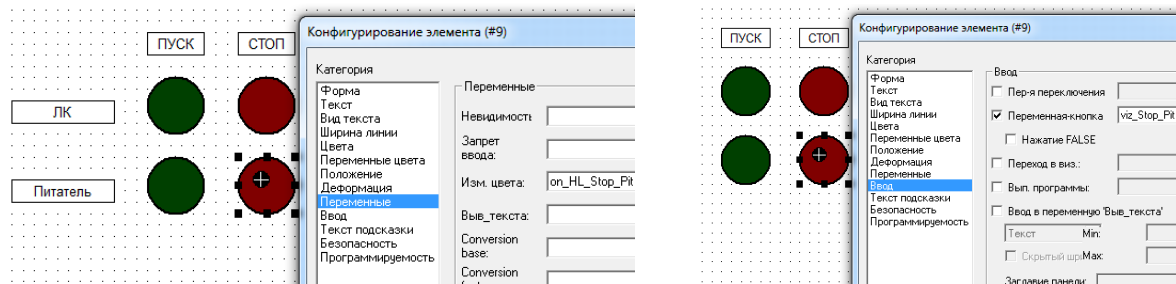 Конфигурирование элемента (#9)
ПУСК
СТОП
Категория
Форма
Текст
Вид текста
Ширина линии
Цвета
Переменные цвета
Положение
Деформация
Переменные
Ввод
Текст подсказки
Безопасность
Программируемость
Переменные
Невидимость
Запрет
ввода:
Изм. цвета:
on_HL_Stop_Pit
Выв_текста:
Conversion
base:
Conversion
ЛК
Питатель
Конфигурирование элемента (#9)
ПУСК
СТОП
Категория
Форма
Текст
Вид текста
Ширина линии
Цвета
Переменные цвета
Положение
Деформация
Переменные
Ввод
Текст подсказки
Безопасность
Программируемость
Ввод
Пер-я переключения
Переменная-кнопка
viz_Stop_Pit
Нажатие FALSE
Переход в виз.:
Вып. программы:
Ввод в переменную 'Выв_текста'
Текст
Min:
Скрытый шри
Max:
Заглавие панели: